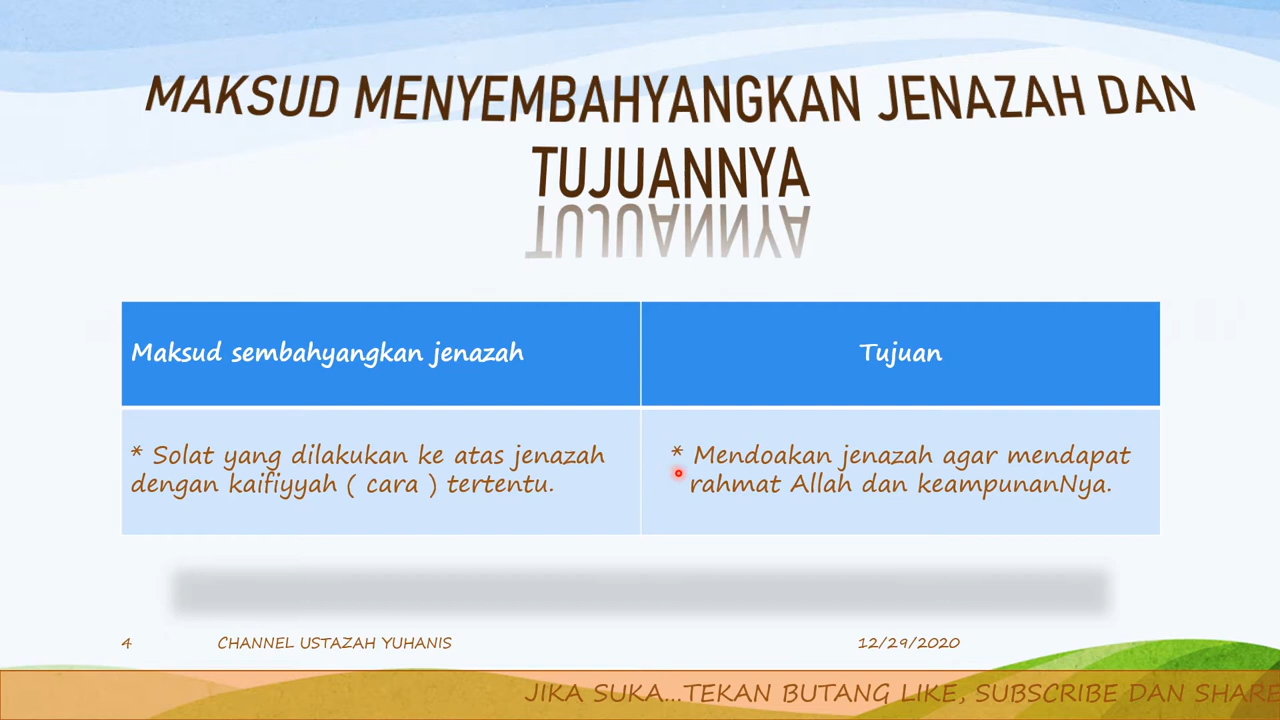 MAKSUD MENYEMBAHYANGKAN JENAZAH DAN
TUJUANNYA
Maksud sembahyangkan jenazah
Tujuan
* Solat yang dilakukan ke atas jenazah
dengan kaifiyyah ( cara ) tertentu.
* Mendoakan jenazah agar mendapat
rahmat Allah dan keampunanNya.
4
CHANNEL USTAZAH YUHANIS
12/29/2020
JIKA SUKA...TEKAN BUTANG LIKE, SUBSCRIBE DAN SHARE